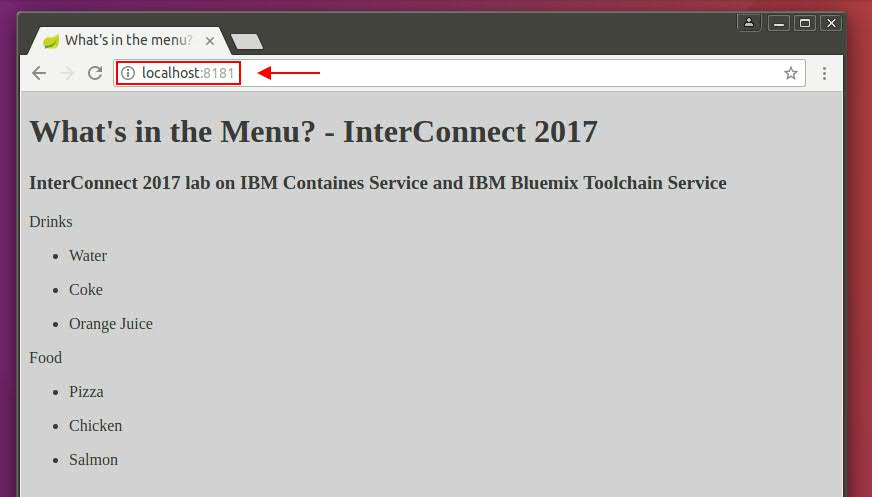 What's in the menu?
localhost:8181
What's in the Menu? - InterConnect 2017
InterConnect 2017 lab on IBM Containes Service and IBM Bluemix Toolchain Service
Drinks
Water
Coke
Orange Juice
Food
Pizza
Chicken
Salmon